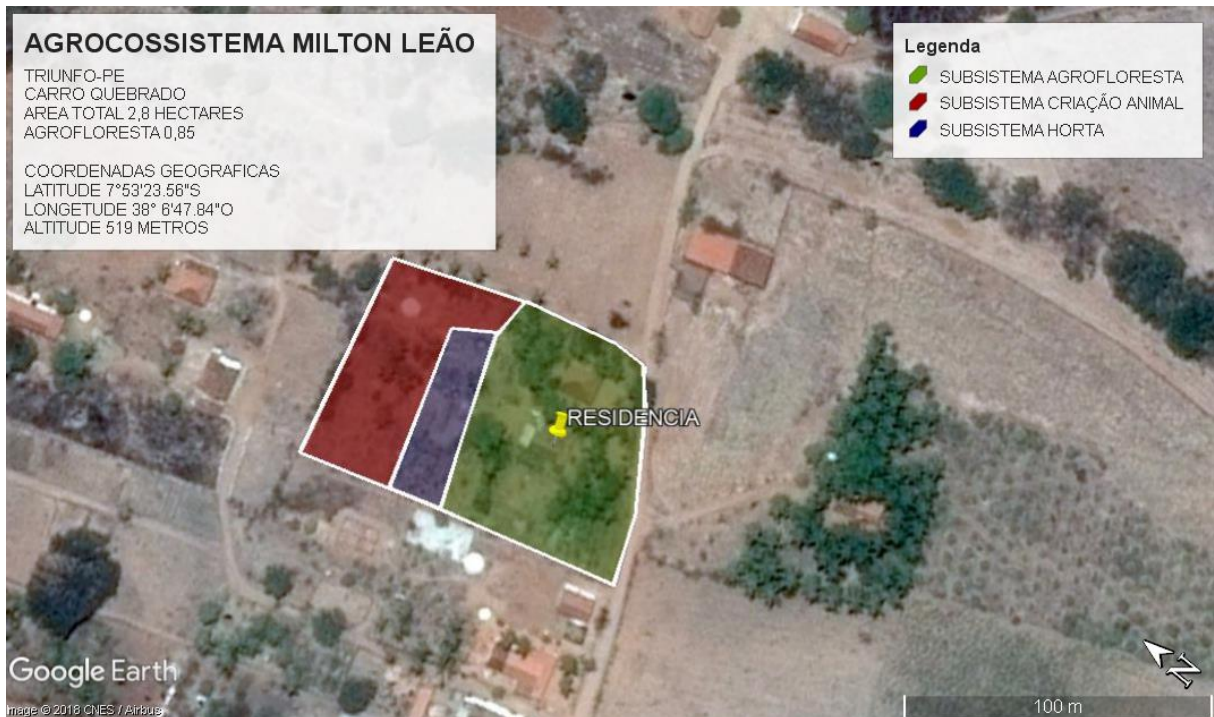 AGROCOSSISTEMA MILTON LEÃO
TRIUNFO-PE
CARRO QUEBRADO
AREA TOTAL 2,8 HECTARES
AGROFLORESTA 0,85
COORDENADAS GEOGRAFICAS
LATITUDE 7°53'23.56"S
LONGETUDE 38° 6'47.84"O
ALTITUDE 519 METROS
Legenda
SUBSISTEMA AGROFLORESTA
SUBSISTEMA CRIAÇÃO ANIMAL
SUBSISTEMA HORTA
RESIDENCIA
Google Earth
Image © 2018 CNES / Airbus
N
100 m